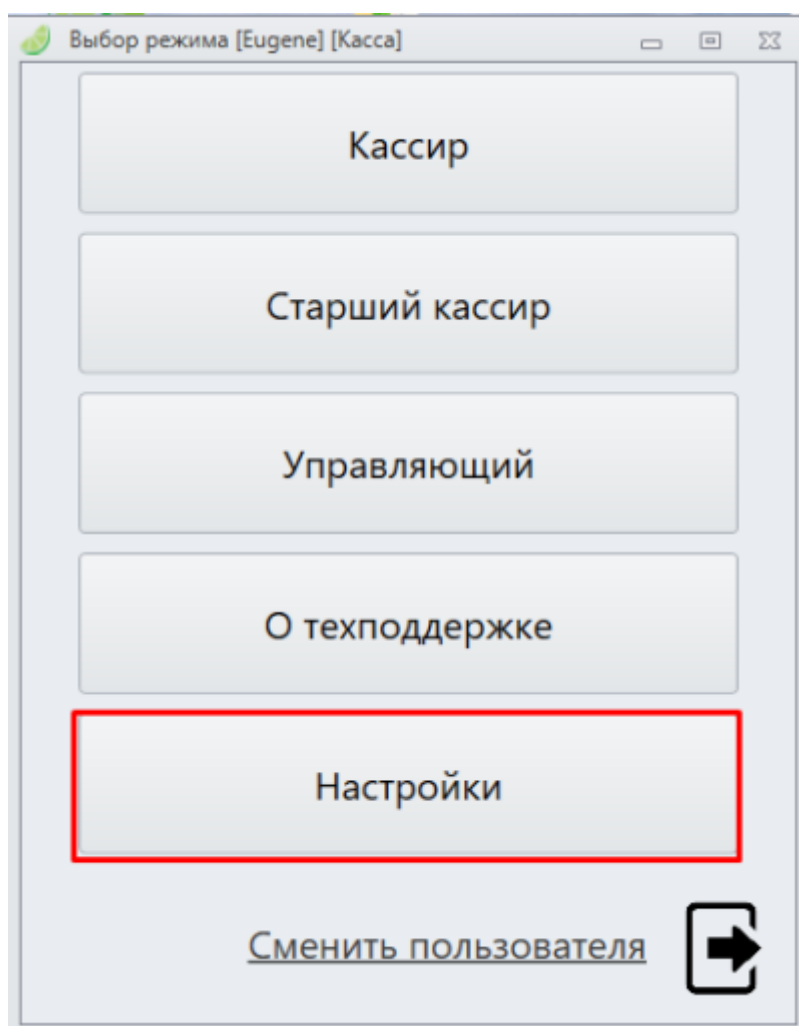 Выбор режима [Eugene] [Касса]
Кассир
Старший кассир
Управляющий
О техподдержке
Настройки
Сменить пользователя